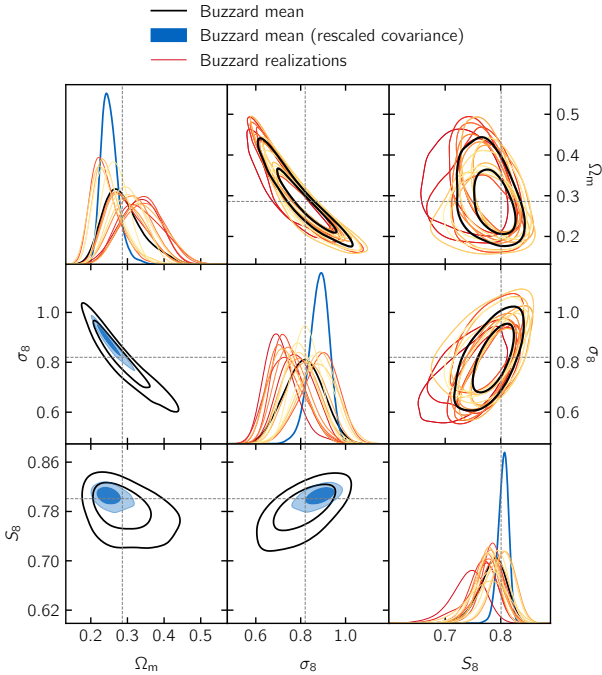 Buzzard mean
Buzzard mean (rescaled covariance)
Buzzard realizations
0.5
0.4
0.3
0.2
Ωm
1.0
0.8
0.6
σ8
1.0
0.8
0.6
σ8
0.86
0.78
0.70
0.62
S8
0.2 0.3 0.4 0.5
0.6 0.8 1.0
0.7 0.8
Ωm
σ8
S8